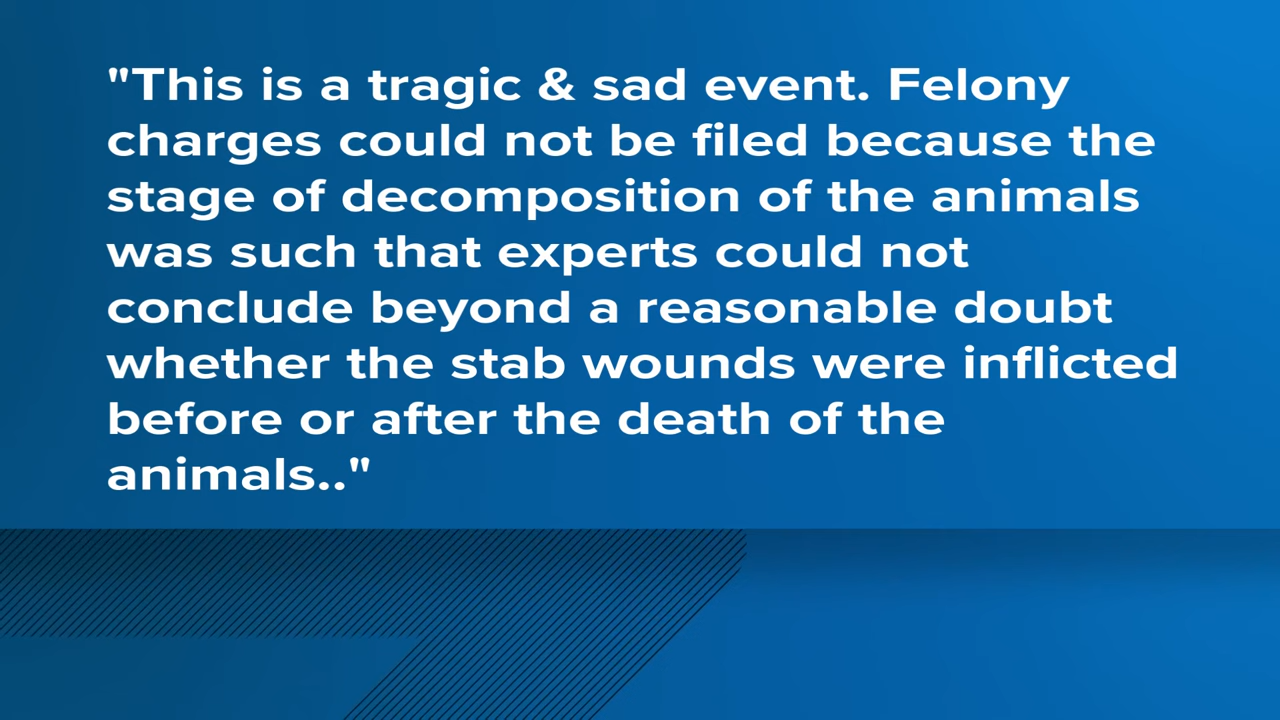 "This is a tragic & sad event. Felony
charges could not be filed because the
stage of decomposition of the animals
was such that experts could not
conclude beyond a reasonable doubt
whether the stab wounds were inflicted
before or after the death of the
animals.."